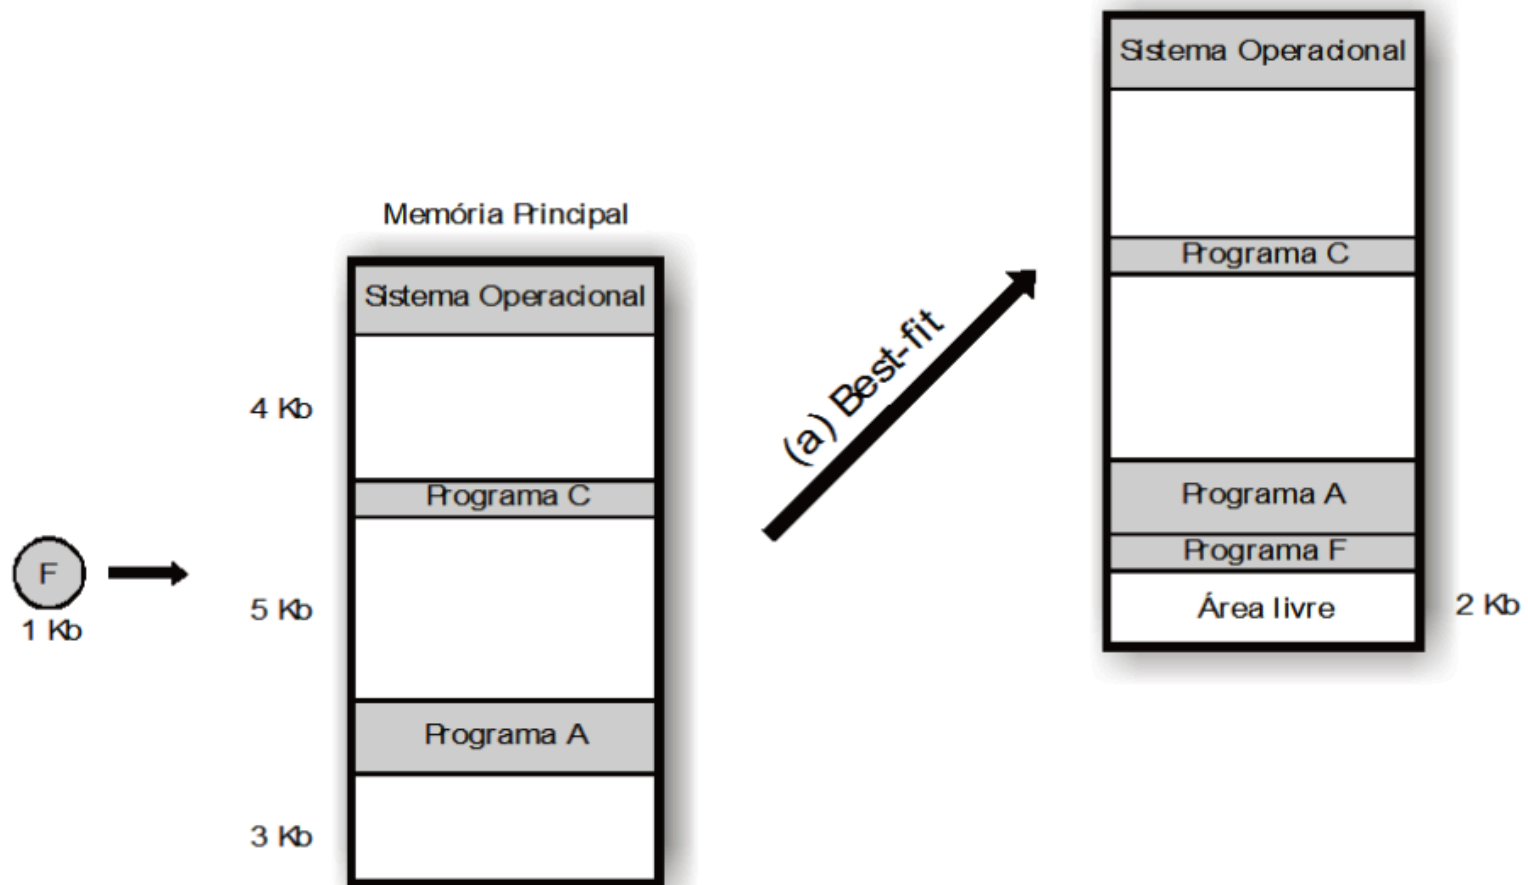 Memória Principal
Sistema Operacional
4 Kb
Programa C
F
1 Kb
5 Kb
Programa A
3 Kb
(a) Best-fit
Sistema Operacional
Programa C
Programa A
Programa F
Área livre
2 Kb